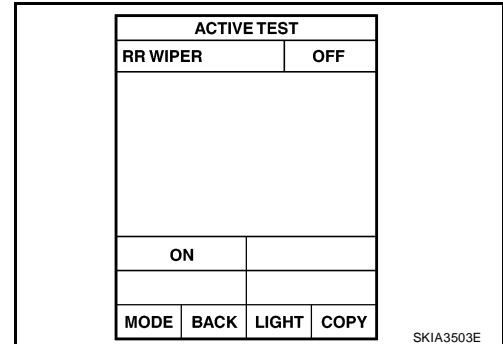 ACTIVE TEST
RR WIPER OFF
ON
MODE BACK LIGHT COPY
SKIA3503E